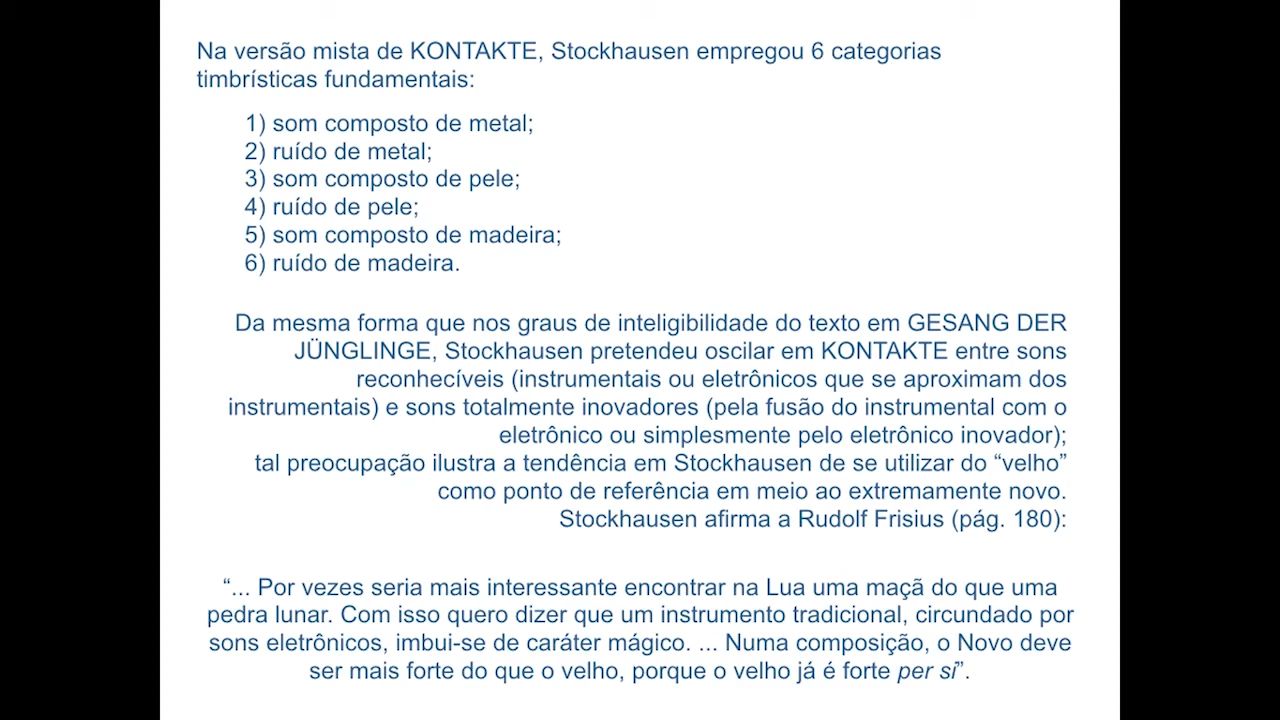 Na versão mista de KONTAKTE, Stockhausen empregou 6 categorias
timbrísticas fundamentais:
1) som composto de metal;
2) ruído de metal;
3) som composto de pele;
4) ruído de pele;
5) som composto de madeira;
6) ruído de madeira.
Da mesma forma que nos graus de inteligibilidade do texto em GESANG DER
JÜNGLINGE, Stockhausen pretendeu oscilar em KONTAKTE entre sons
reconhecíveis (instrumentais ou eletrônicos que se aproximam dos
instrumentais) e sons totalmente inovadores (pela fusão do instrumental com o
eletrônico ou simplesmente pelo eletrônico inovador);
tal preocupação ilustra a tendência em Stockhausen de se utilizar do “velho”
como ponto de referência em meio ao extremamente novo.
Stockhausen afirma a Rudolf Frisius (pág. 180):
“... Por vezes seria mais interessante encontrar na Lua uma maçã do que uma
pedra lunar. Com isso quero dizer que um instrumento tradicional, circundado por
sons eletrônicos, imbui-se de caráter mágico. ... Numa composição, o Novo deve
ser mais forte do que o velho, porque o velho já é forte per si”.